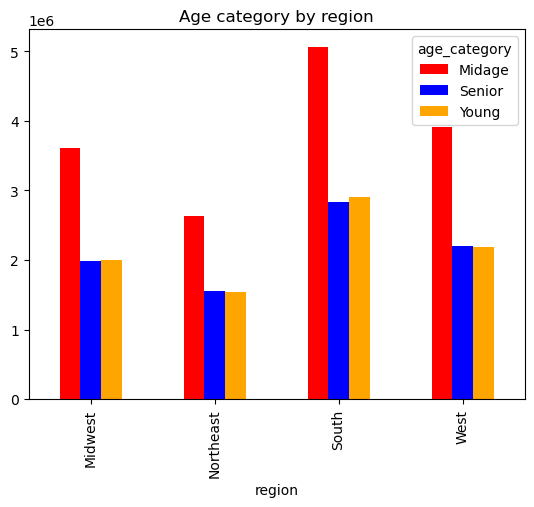 Age category by region
1e6
age_category
Midage
Senior
Young
5
4
3
2
1
0
Midwest
Northeast
South
West
region